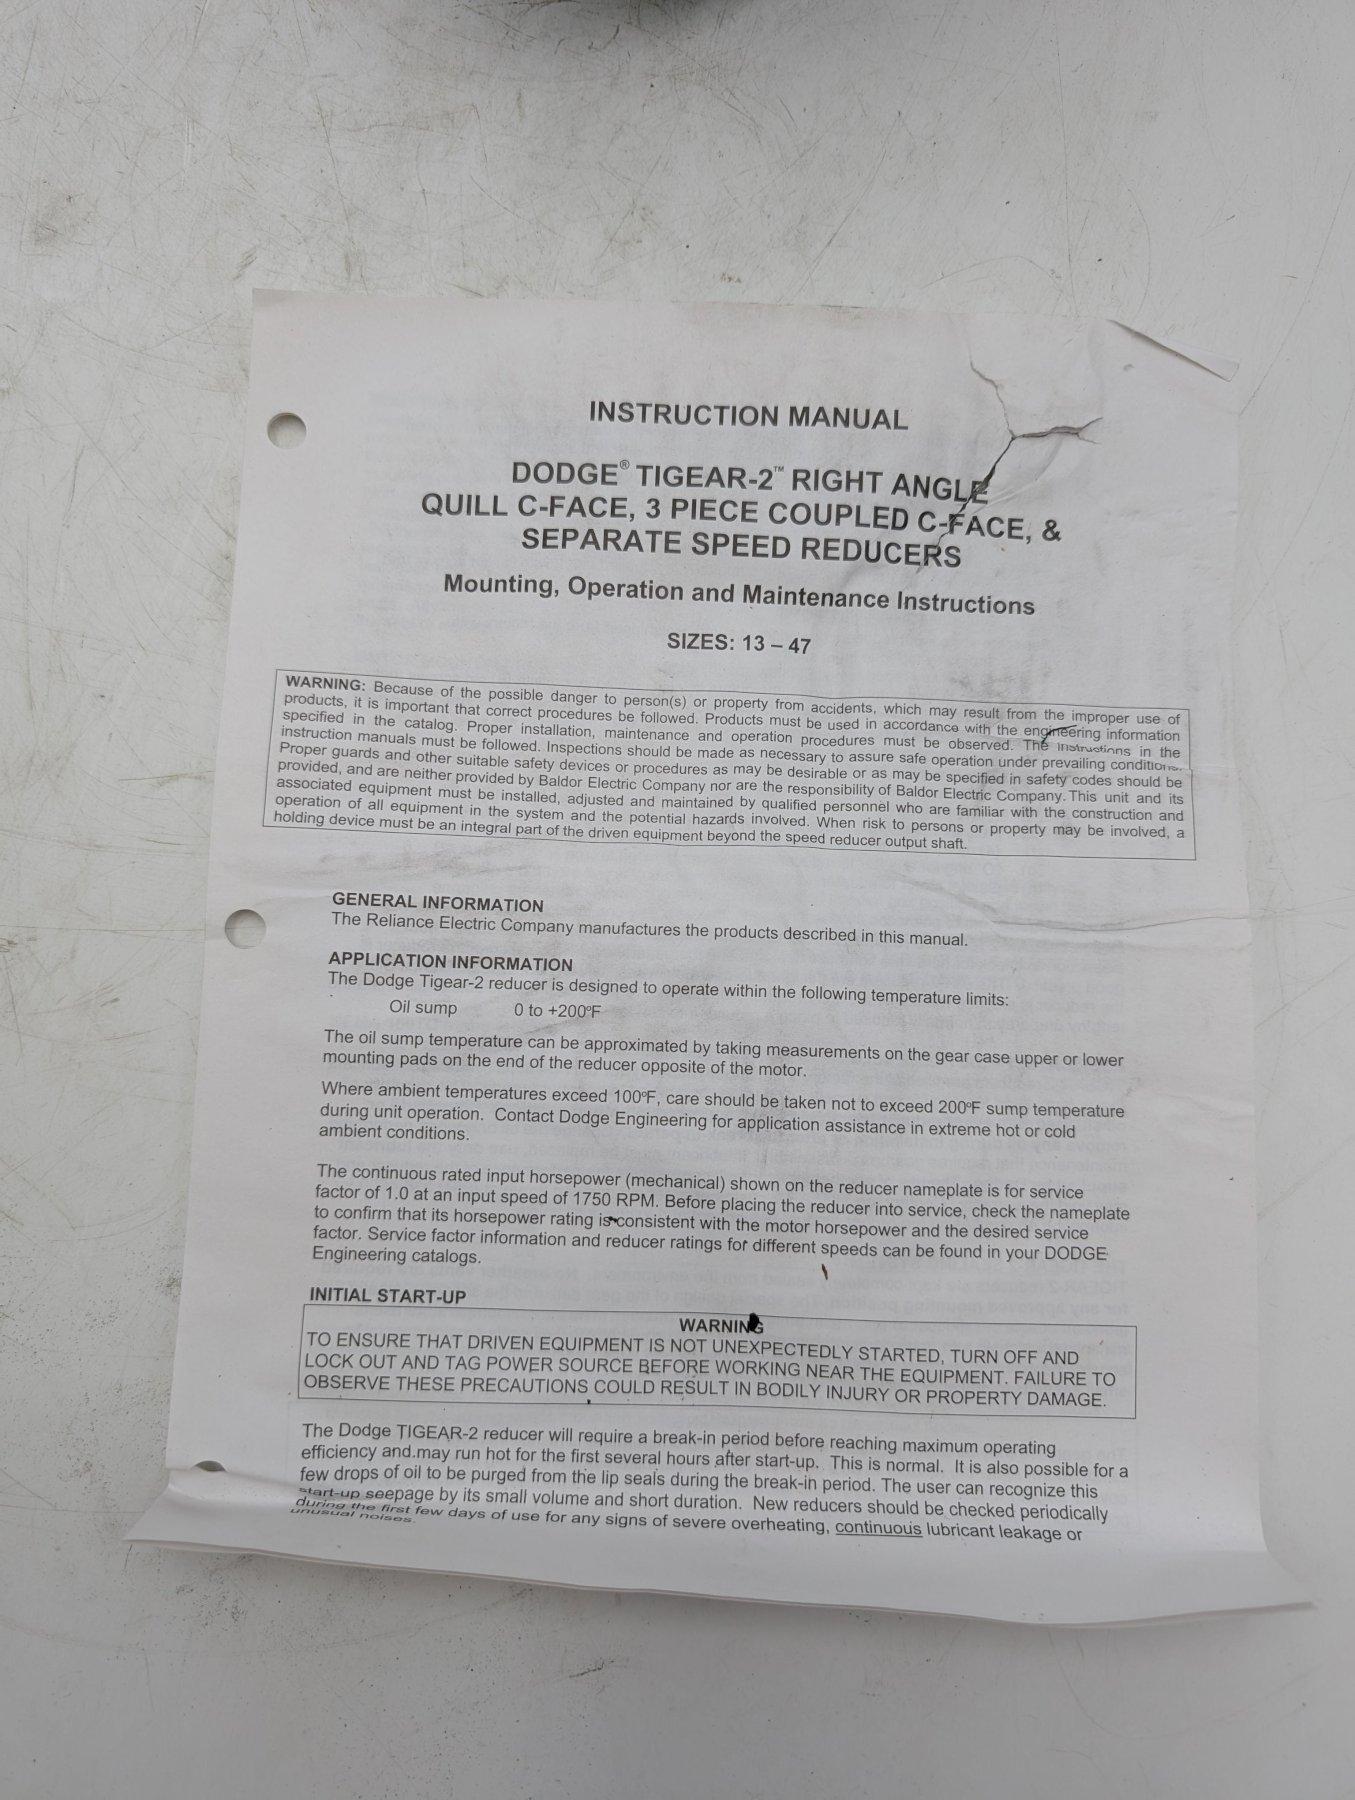 INSTRUCTION MANUAL
DODGE® TIGEAR-2™ RIGHT ANGLE
QUILL C-FACE, 3 PIECE COUPLED C-FACE, &
SEPARATE SPEED REDUCERS
Mounting, Operation and Maintenance Instructions
SIZES: 13 – 47
WARNING: Because of the possible danger to person(s) or property from accidents, which may result from the improper use of
products, it is important that correct procedures be followed. Products must be used in accordance with the engineering information
specified in the catalog. Proper installation, maintenance and operation procedures must be observed. The instructions in the
instruction manuals must be followed. Inspections should be made as necessary to assure safe operation under prevailing conditions.
Proper guards and other suitable safety devices or procedures as may be desirable or as may be specified in safety codes should be
provided, and are neither provided by Baldor Electric Company nor are the responsibility of Baldor Electric Company. This unit and its
associated equipment must be installed, adjusted and maintained by qualified personnel who are familiar with the construction and
operation of all equipment in the system and the potential hazards involved. When risk to persons or property may be involved, a
holding device must be an integral part of the driven equipment beyond the speed reducer output shaft.
GENERAL INFORMATION
The Reliance Electric Company manufactures the products described in this manual.
APPLICATION INFORMATION
The Dodge Tigear-2 reducer is designed to operate within the following temperature limits:
Oil sump 0 to +200ºF
The oil sump temperature can be approximated by taking measurements on the gear case upper or lower
mounting pads on the end of the reducer opposite of the motor.
Where ambient temperatures exceed 100ºF, care should be taken not to exceed 200ºF sump temperature
during unit operation. Contact Dodge Engineering for application assistance in extreme hot or cold
ambient conditions.
The continuous rated input horsepower (mechanical) shown on the reducer nameplate is for service
factor of 1.0 at an input speed of 1750 RPM. Before placing the reducer into service, check the nameplate
to confirm that its horsepower rating is consistent with the motor horsepower and the desired service
factor. Service factor information and reducer ratings for different speeds can be found in your DODGE
Engineering catalogs.
INITIAL START-UP
WARNING
TO ENSURE THAT DRIVEN EQUIPMENT IS NOT UNEXPECTEDLY STARTED, TURN OFF AND
LOCK OUT AND TAG POWER SOURCE BEFORE WORKING NEAR THE EQUIPMENT. FAILURE TO
OBSERVE THESE PRECAUTIONS COULD RESULT IN BODILY INJURY OR PROPERTY DAMAGE.
The Dodge TIGEAR-2 reducer will require a break-in period before reaching maximum operating
efficiency and may run hot for the first several hours after start-up. This is normal. It is also possible for a
few drops of oil to be purged from the lip seals during the break-in period. The user can recognize this
start-up seepage by its small volume and short duration. New reducers should be checked periodically
during the first few days of use for any signs of severe overheating, continuous lubricant leakage or
unusual noises.